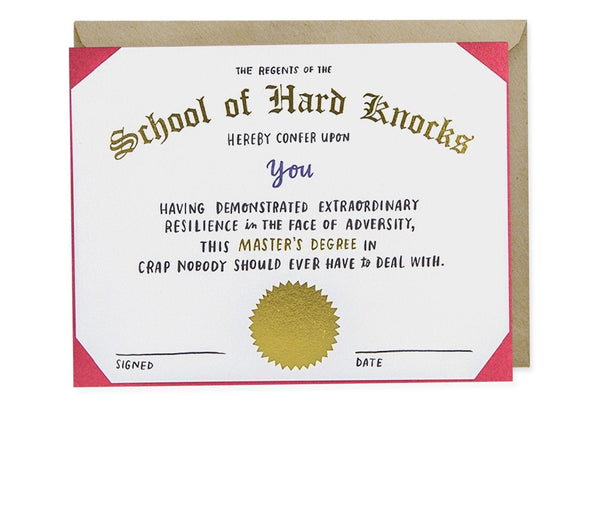 THE REGENTS OF THE
School of Hard Knocks
HEREBY CONFER UPON
You
HAVING DEMONSTRATED EXTRAORDINARY
RESILIENCE in THE FACE OF ADVERSITY,
THIS MASTER'S DEGREE IN
CRAP NOBODY SHOULD EVER HAVE to DEAL WITH.
SIGNED
DATE